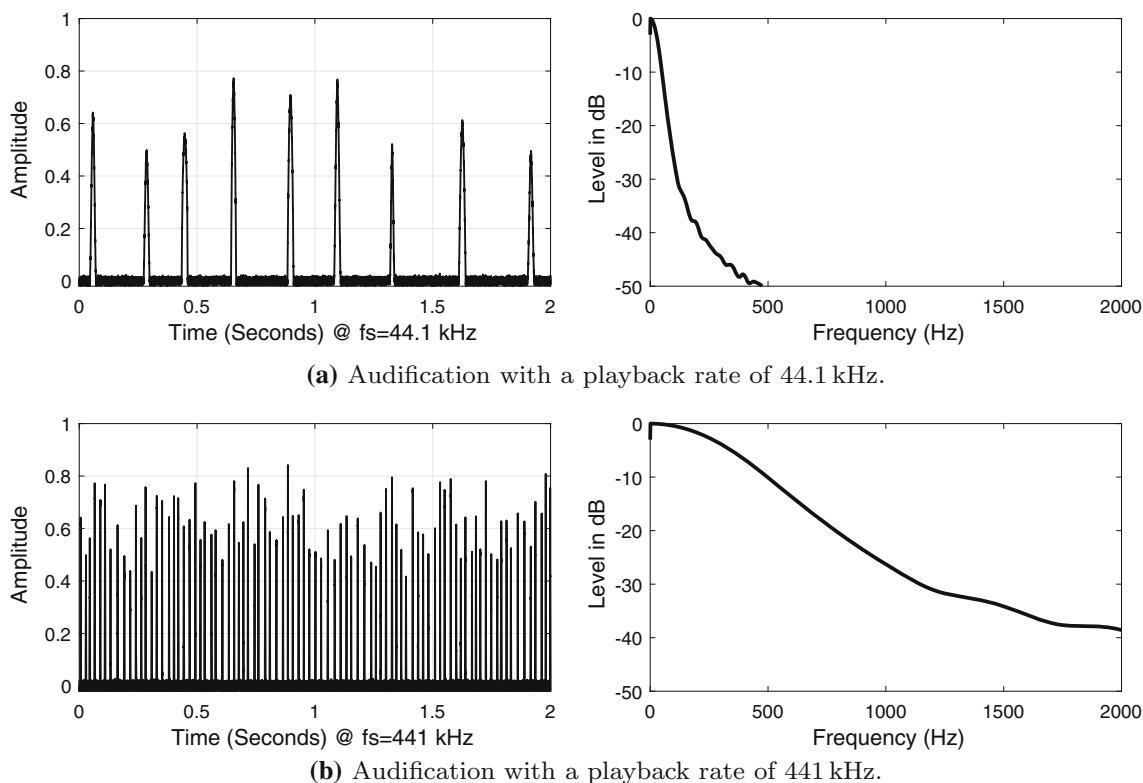 1
0.8
0.6
0.4
0.2
0
Amplitude
0 0.5 1 1.5 2
Time (Seconds) @ fs=44.1 kHz
0
-10
-20
-30
-40
-50
Level in dB
0 500 1000 1500 2000
Frequency (Hz)
(a) Audification with a playback rate of 44.1 kHz.
1
0.8
0.6
0.4
0.2
0
Amplitude
0 0.5 1 1.5 2
Time (Seconds) @ fs=441 kHz
0
-10
-20
-30
-40
-50
Level in dB
0 500 1000 1500 2000
Frequency (Hz)
(b) Audification with a playback rate of 441 kHz.